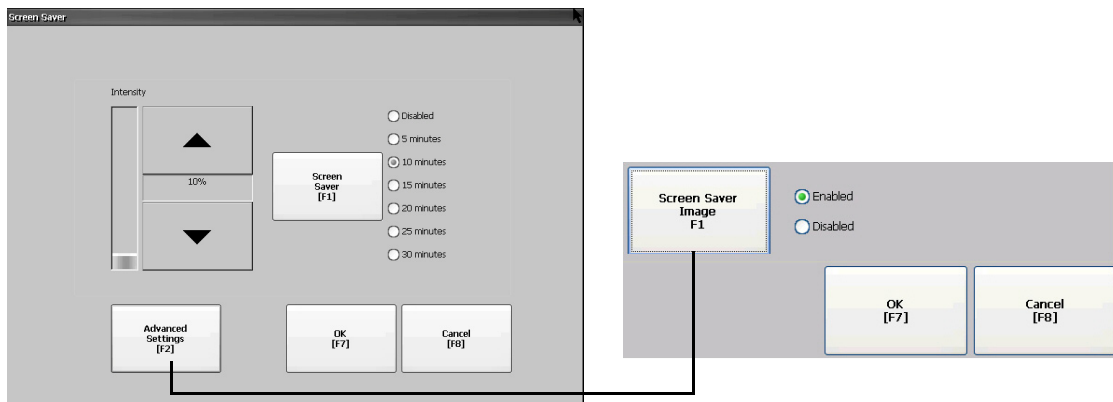 Screen Saver
Intensity
10%
Screen
Saver
[F1]
Disabled
5 minutes
10 minutes
15 minutes
20 minutes
25 minutes
30 minutes
Advanced
Settings
[F2]
OK
[F7]
Cancel
[F8]
Screen Saver
Image
F1
Enabled
Disabled
OK
[F7]
Cancel
[F8]